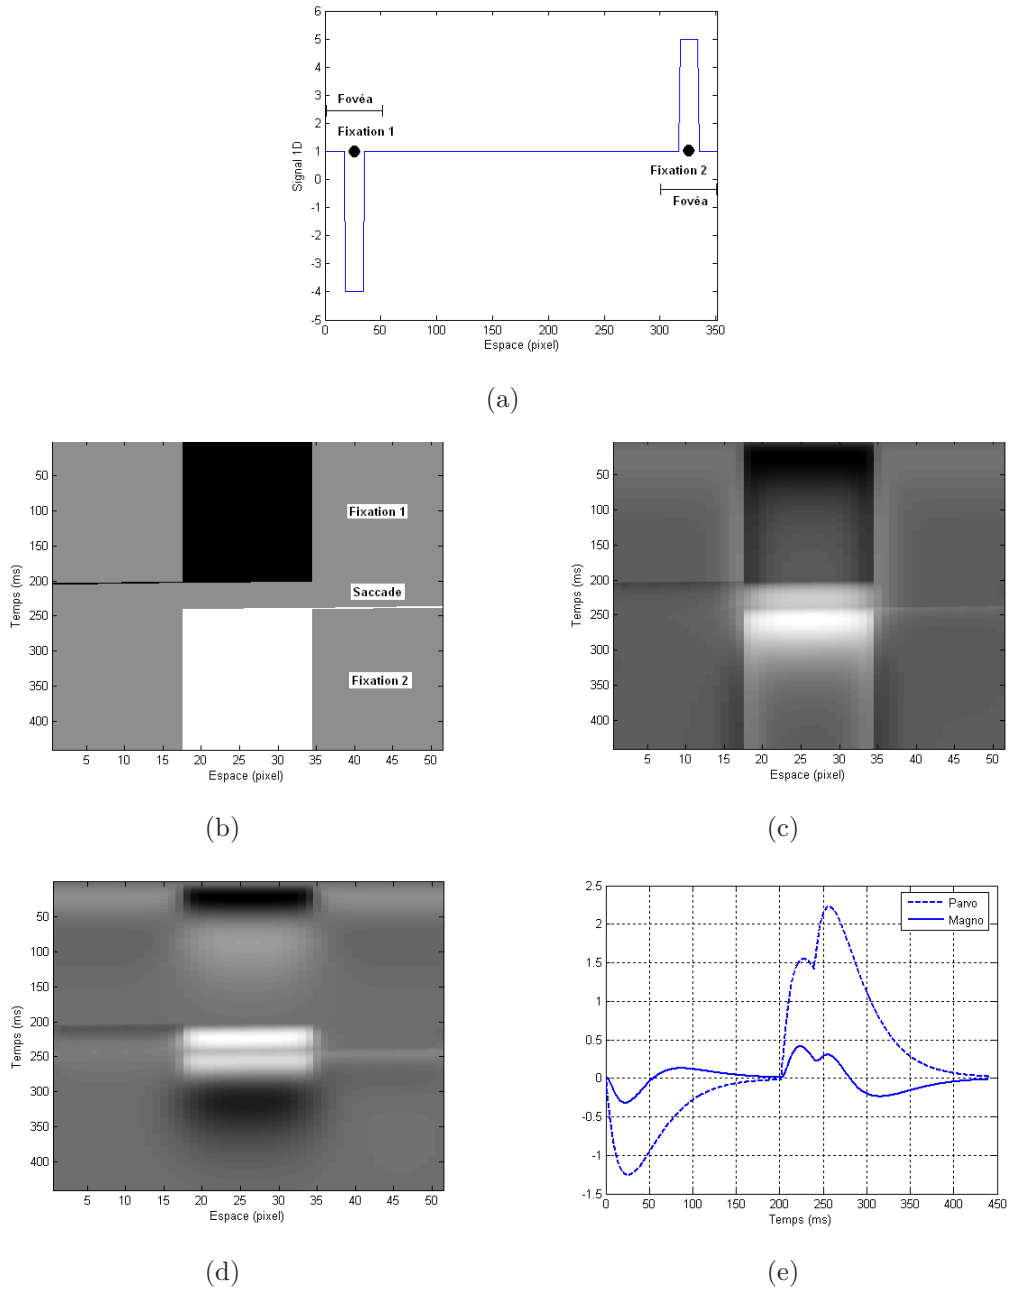 6
5
4
3
2
1
0
-1
-2
-3
-4
-5
Signal 1D
Fovéa
Fixation 1
Fixation 2
Fovéa
0 50 100 150 200 250 300 350
Espace (pixel)
(a)
50
100
150
200
250
300
350
400
Temps (ms)
Fixation 1
Saccade
Fixation 2
5 10 15 20 25 30 35 40 45 50
Espace (pixel)
(b)
50
100
150
200
250
300
350
400
Temps (ms)
5 10 15 20 25 30 35 40 45 50
Espace (pixel)
(c)
50
100
150
200
250
300
350
400
Temps (ms)
5 10 15 20 25 30 35 40 45 50
Espace (pixel)
(d)
2.5
2
1.5
1
0.5
0
-0.5
-1
-1.5
Parvo
Magno
0 50 100 150 200 250 300 350 400 450
Temps (ms)
(e)